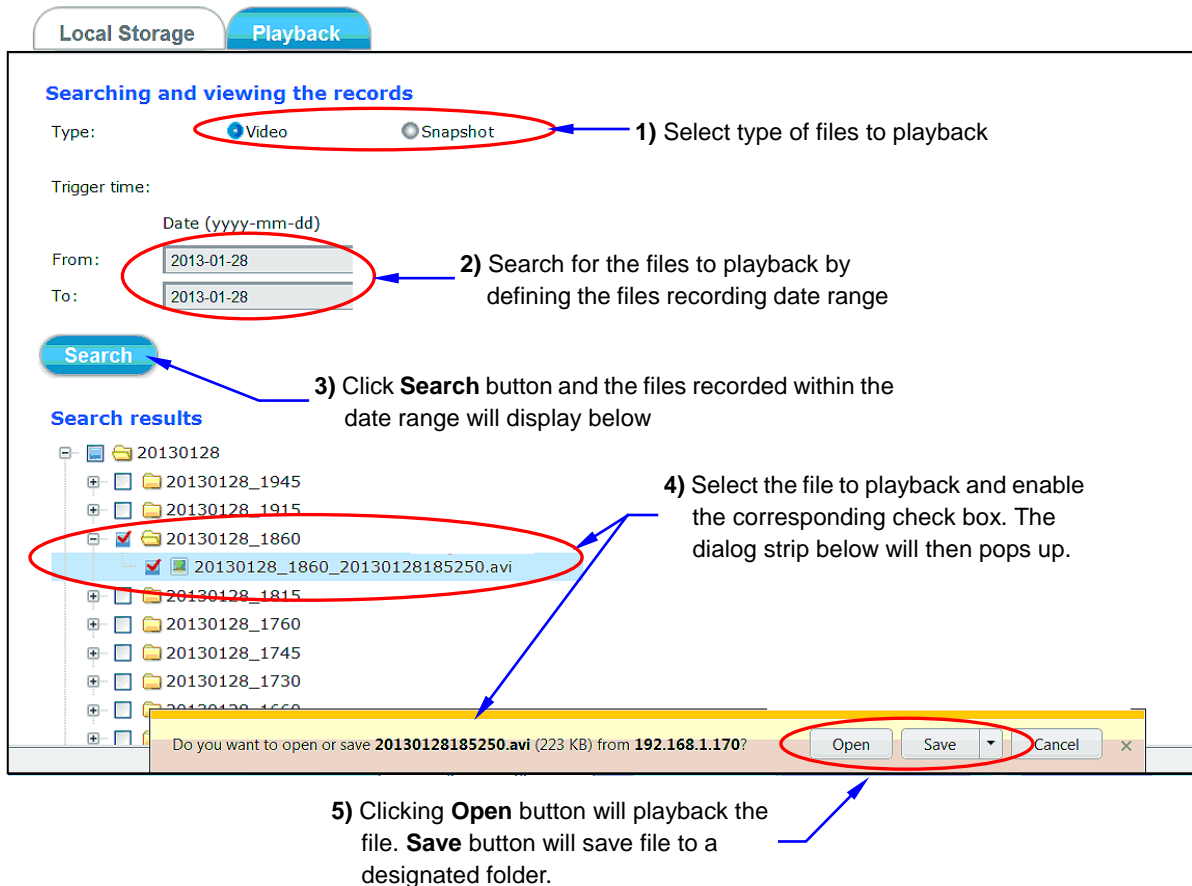 Local Storage
Playback
Searching and viewing the records
Type:
Video
Snapshot
1) Select type of files to playback
Trigger time:
Date (yyyy-mm-dd)
From:
2013-01-28
2) Search for the files to playback by
defining the files recording date range
To:
2013-01-28
Search
3) Click Search button and the files recorded within the
date range will display below
Search results
20130128
20130128_1945
20130128_1915
20130128_1860
20130128_1860_20130128185250.avi
20130128_1815
20130128_1760
20130128_1745
20130128_1730
20130128_1660
4) Select the file to playback and enable
the corresponding check box. The
dialog strip below will then pops up.
Do you want to open or save 20130128185250.avi (223 KB) from 192.168.1.170?
Open
Save
Cancel
5) Clicking Open button will playback the
file. Save button will save file to a
designated folder.